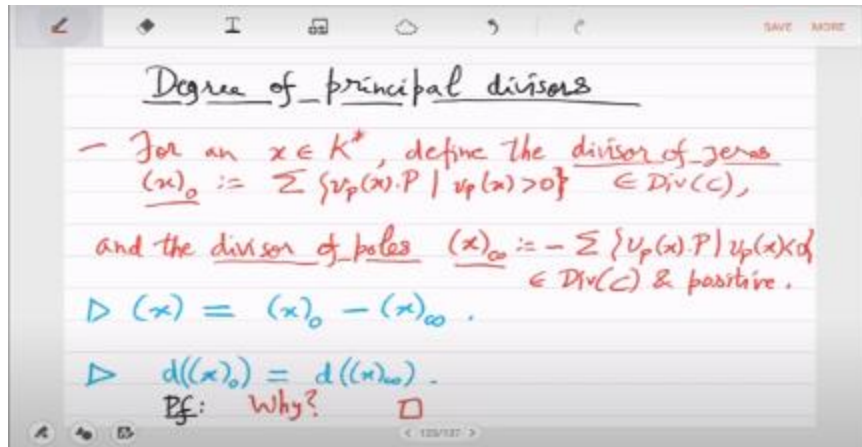 SAVE MORE
Degree of principal divisors
– For an x ∈ K*, define the divisor of zeros
(x)₀ := Σ {v_P(x).P | v_P(x) > 0} ∈ Div(C),
and the divisor of poles (x)_∞ := – Σ {v_P(x).P | v_P(x)<0}
∈ Div(C) & positive.
▷ (x) = (x)₀ – (x)_∞ .
▷ d((x)₀) = d((x)_∞) .
Pf: Why? □